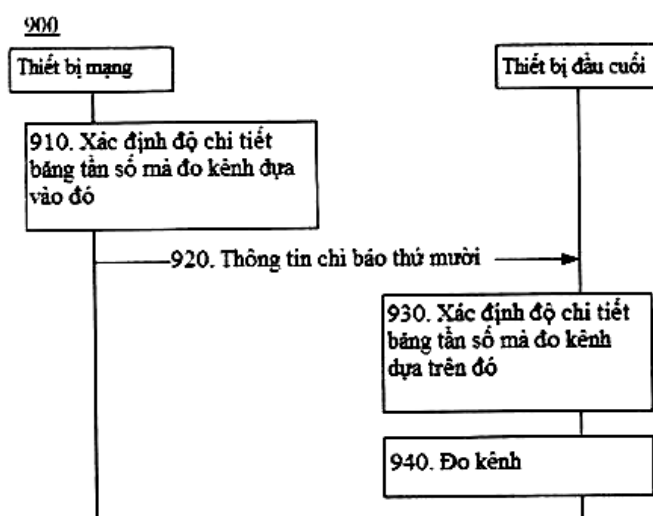 900
Thiết bị mạng
Thiết bị đầu cuối
910. Xác định độ chi tiết
băng tần số mà đo kênh dựa
vào đó
920. Thông tin chỉ báo thứ mười
930. Xác định độ chi tiết
băng tần số mà đo kênh
dựa trên đó
940. Đo kênh